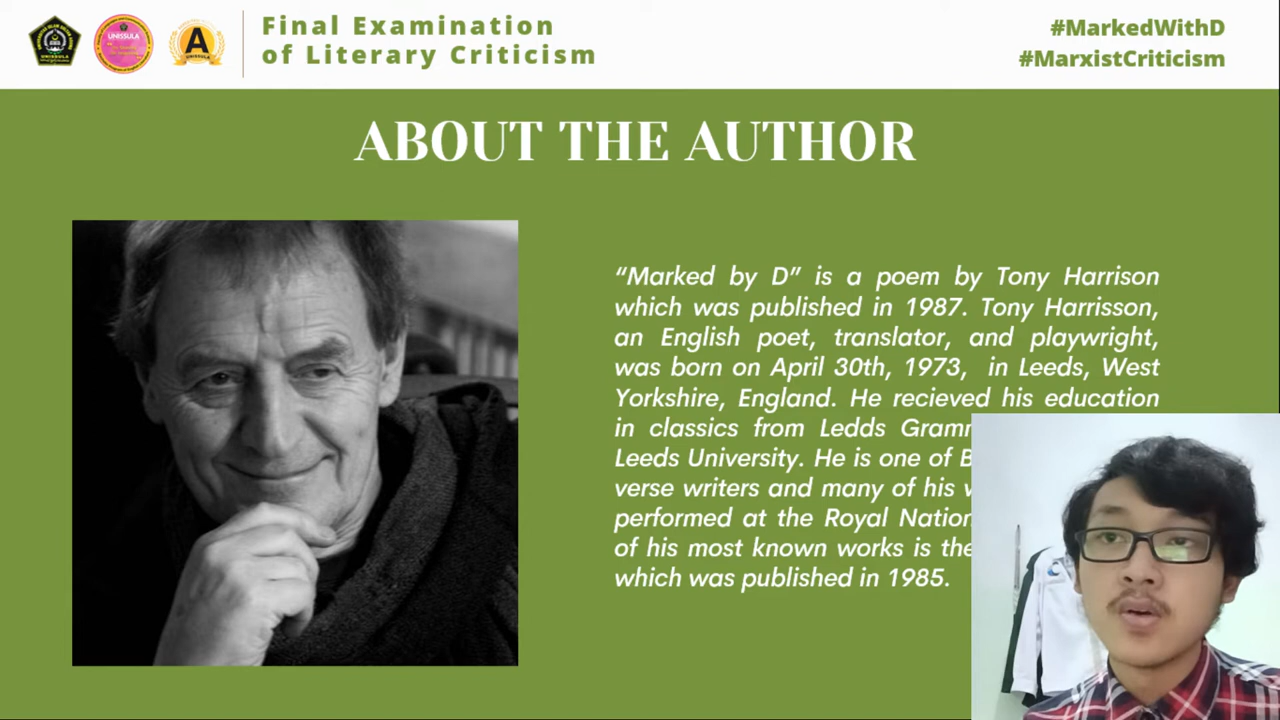 Final Examination
of Literary Criticism
#MarkedWithD
#MarxistCriticism
UNISSULA
A
UNISSULA
ABOUT THE AUTHOR
“Marked by D” is a poem by Tony Harrison
which was published in 1987. Tony Harrisson,
an English poet, translator, and playwright,
was born on April 30th, 1973, in Leeds, West
Yorkshire, England. He recieved his education
in classics from Ledds Gramm
Leeds University. He is one of B
verse writers and many of his
performed at the Royal Nation
of his most known works is the
which was published in 1985.